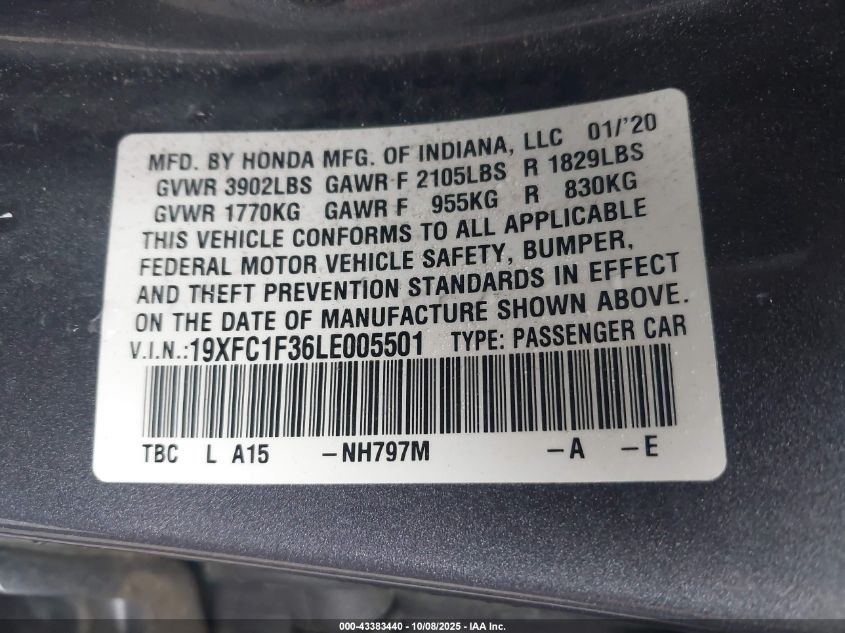 MFD. BY HONDA MFG. OF INDIANA, LLC 01/'20
GVWR 3902LBS GAWR F 2105LBS R 1829LBS
GVWR 1770KG GAWR F 955KG R 830KG
THIS VEHICLE CONFORMS TO ALL APPLICABLE
FEDERAL MOTOR VEHICLE SAFETY, BUMPER,
AND THEFT PREVENTION STANDARDS IN EFFECT
ON THE DATE OF MANUFACTURE SHOWN ABOVE.
V.I.N.:19XFC1F36LE005501 TYPE: PASSENGER CAR
TBC L A15 -NH797M -A -E
000-43383440 - 10/08/2025 - IAA Inc.